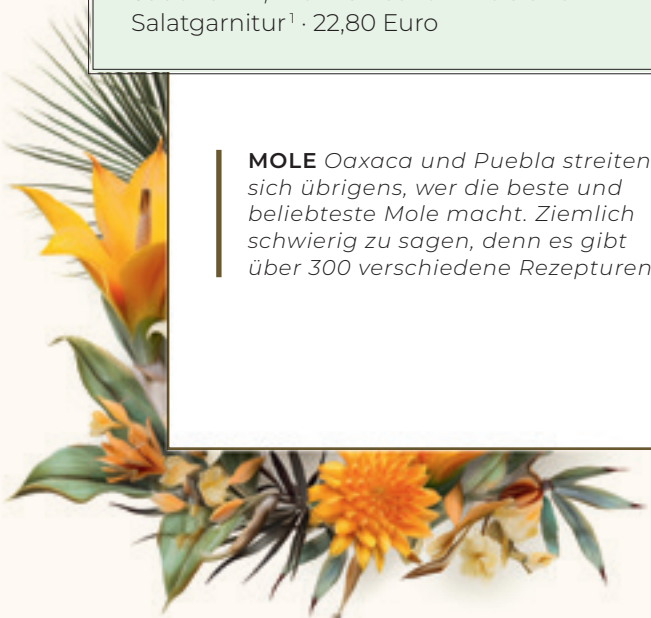 Salatgarnitur¹ · 22,80 Euro
MOLE Oaxaca und Puebla streiten
sich übrigens, wer die beste und
beliebteste Mole macht. Ziemlich
schwierig zu sagen, denn es gibt
über 300 verschiedene Rezepturen